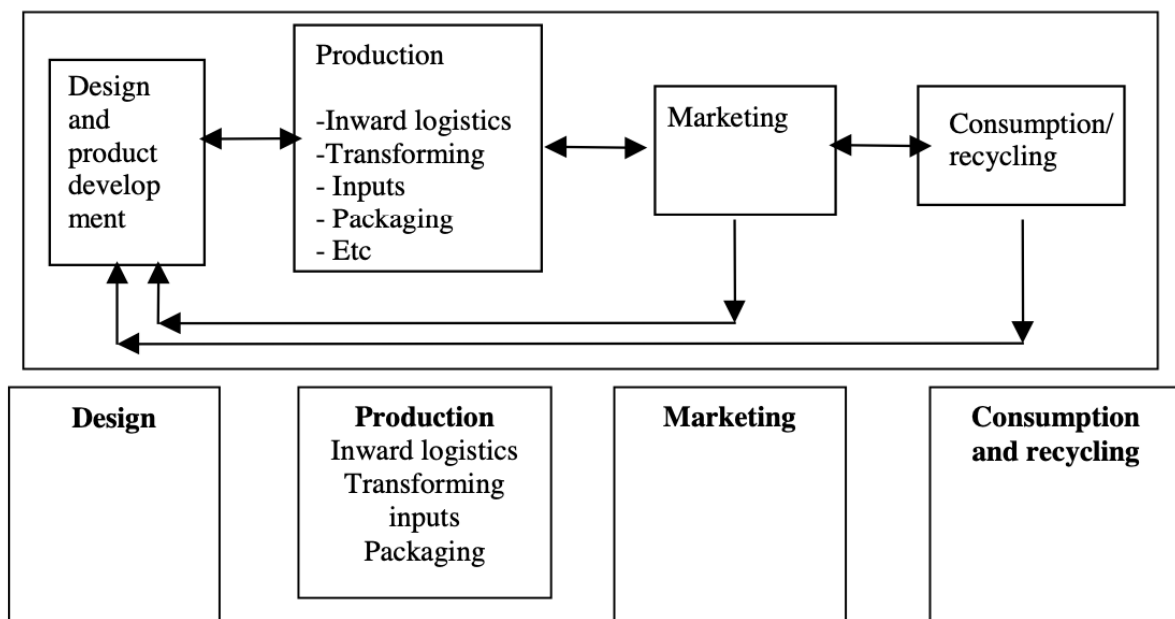 Design
and
product
develop
ment
Production
-Inward logistics
-Transforming
- Inputs
- Packaging
- Etc
Marketing
Consumption/
recycling
Design
Production
Inward logistics
Transforming
inputs
Packaging
Marketing
Consumption
and recycling